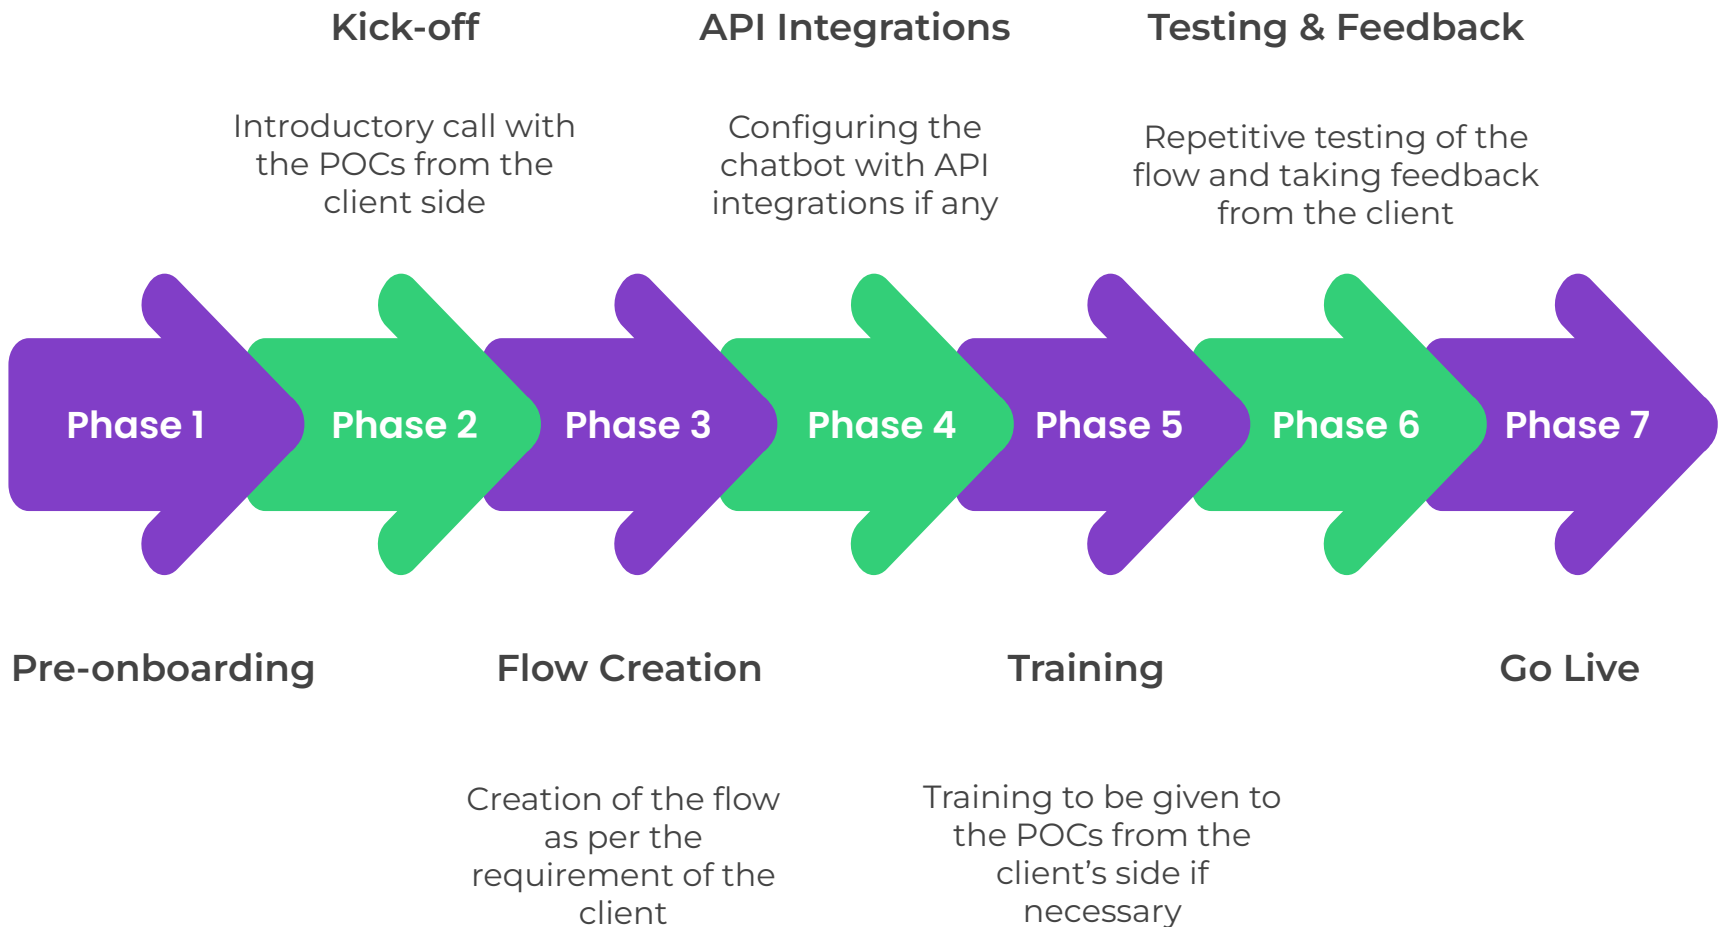 Kick-off
API Integrations
Testing & Feedback
Introductory call with
the POCs from the
client side
Configuring the
chatbot with API
integrations if any
Repetitive testing of the
flow and taking feedback
from the client
Phase 1
Phase 2
Phase 3
Phase 4
Phase 5
Phase 6
Phase 7
Pre-onboarding
Flow Creation
Training
Go Live
Creation of the flow
as per the
requirement of the
client
Training to be given to
the POCs from the
client’s side if
necessary